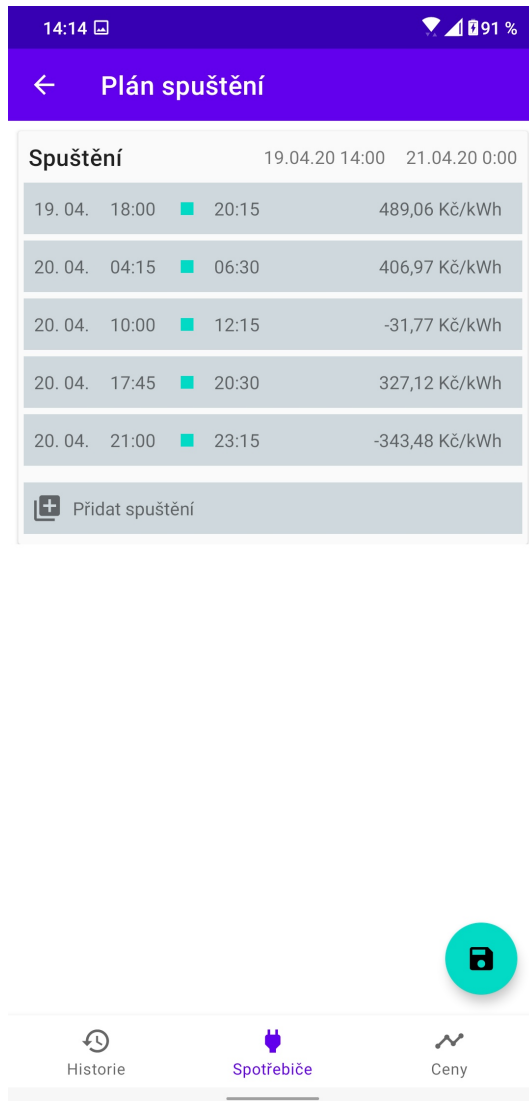 14:14 91 %
Plán spuštění
Spuštění 19.04.20 14:00 21.04.20 0:00
19. 04. 18:00 20:15 489,06 Kč/kWh
20. 04. 04:15 06:30 406,97 Kč/kWh
20. 04. 10:00 12:15 -31,77 Kč/kWh
20. 04. 17:45 20:30 327,12 Kč/kWh
20. 04. 21:00 23:15 -343,48 Kč/kWh
Přidat spuštění
Historie Spotřebiče Ceny